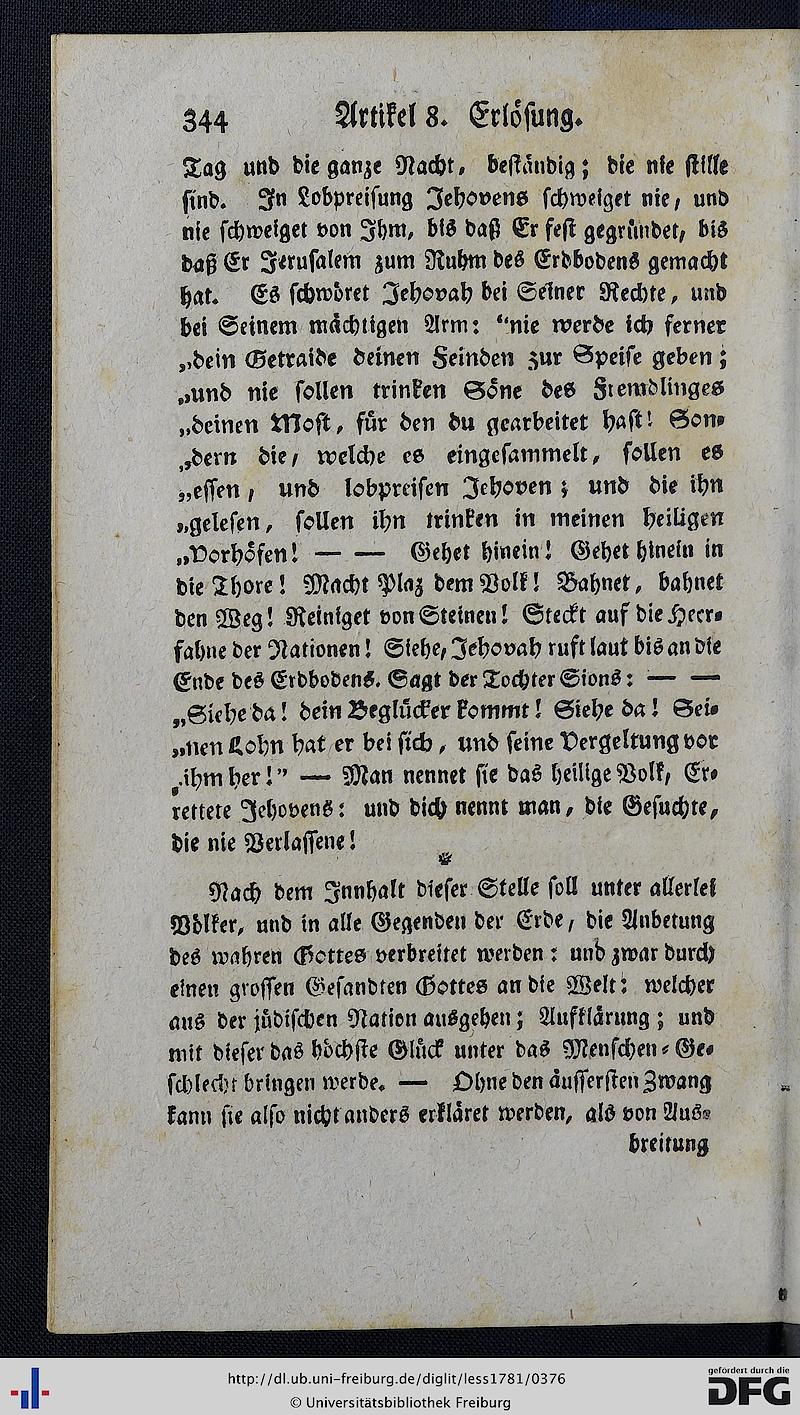 344 Artikel 8. Erlösung.
Tag und die ganze Nacht, beständig; die nie stille
sind. In Lobpreisung Jehovens schweiget nie, und
nie schweiget von Ihm, bis daß Er fest gegründet, bis
daß Er Jerusalem zum Ruhm des Erdbodens gemacht
hat. Es schwöret Jehovah bei Seiner Rechte, und
bei Seinem mächtigen Arm: “nie werde ich ferner
„dein Getraide deinen Feinden zur Speise geben;
„und nie sollen trinken Söne des Fremdlinges
„deinen Most, für den du gearbeitet hast! Son-
„dern die, welche es eingesammelt, sollen es
„essen, und lobpreisen Jehoven; und die ihn
„gelesen, sollen ihn trinken in meinen heiligen
„Vorhöfen! — — Gehet hinein! Gehet hinein in
die Thore! Macht Plaz dem Volk! Bahnet, bahnet
den Weg! Reiniget von Steinen! Steckt auf die Heer-
fahne der Nationen! Siehe, Jehovah ruft laut bis an die
Ende des Erdbodens. Sagt der Tochter Sions: — —
„Siehe da! dein Beglücker kommt! Siehe da! Sei-
„nen Lohn hat er bei sich, und seine Vergeltung vor
„ihm her!” — Man nennet sie das heilige Volk, Er-
rettete Jehovens: und dich nennt man, die Gesuchte,
die nie Verlassene!
*
Nach dem Innhalt dieser Stelle soll unter allerlei
Völker, und in alle Gegenden der Erde, die Anbetung
des wahren Gottes verbreitet werden: und zwar durch
einen grossen Gesandten Gottes an die Welt: welcher
aus der jüdischen Nation ausgehen; Aufklärung; und
mit dieser das höchste Glück unter das Menschen-Ge-
schlecht bringen werde. — Ohne den äussersten Zwang
kann sie also nicht anders erkläret werden, als von Aus-
breitung
http://dl.ub.uni-freiburg.de/diglit/less1781/0376
© Universitätsbibliothek Freiburg
gefördert durch die
DFG